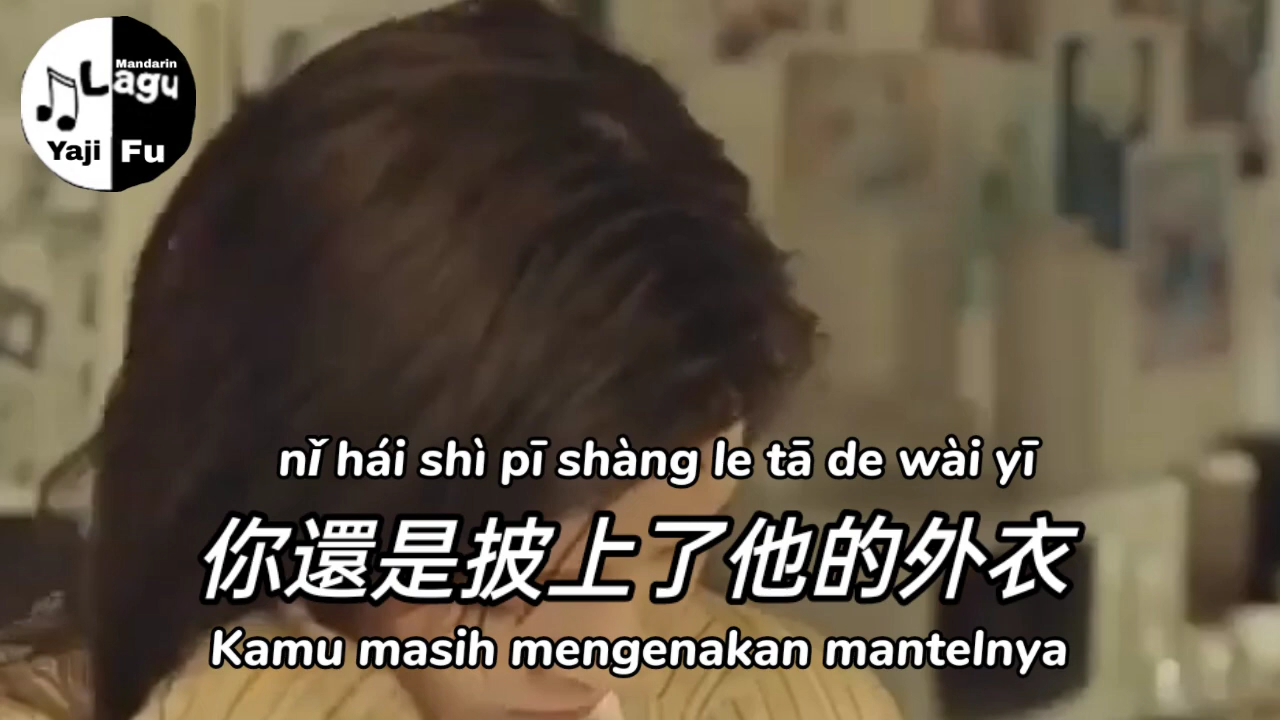 Mandarin
Lagu
Yaji Fu
nǐ hái shì pī shàng le tā de wài yī
你還是披上了他的外衣
Kamu masih mengenakan mantelnya